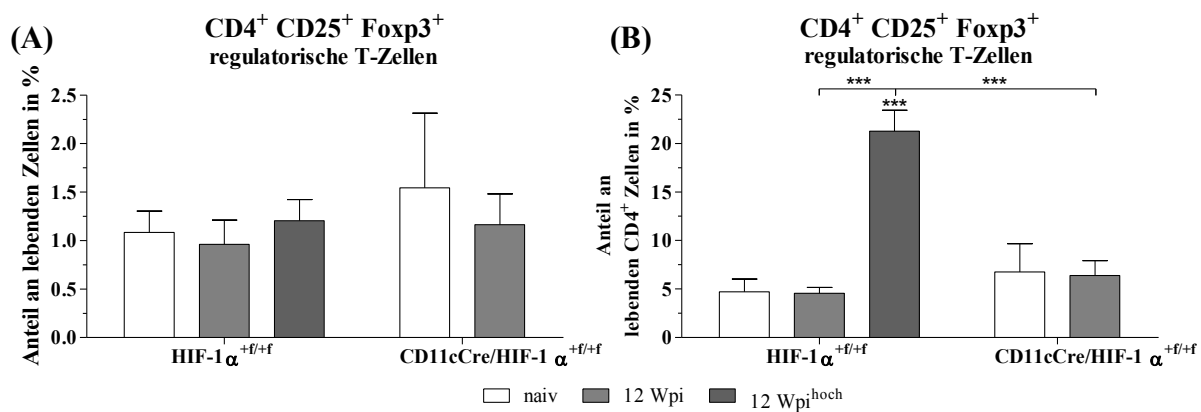 (A)
CD4⁺ CD25⁺ Foxp3⁺
regulatorische T-Zellen
Anteil an lebenden Zellen in %
2.5
2.0
1.5
1.0
0.5
0.0
HIF-1α⁺ᶠ/⁺ᶠ
CD11cCre/HIF-1 α⁺ᶠ/⁺ᶠ
(B)
CD4⁺ CD25⁺ Foxp3⁺
regulatorische T-Zellen
Anteil an
lebenden CD4⁺ Zellen in %
***
***
***
25
20
15
10
5
0
HIF-1α⁺ᶠ/⁺ᶠ
CD11cCre/HIF-1 α⁺ᶠ/⁺ᶠ
naiv
12 Wpi
12 Wpiʰᵒᶜʰ